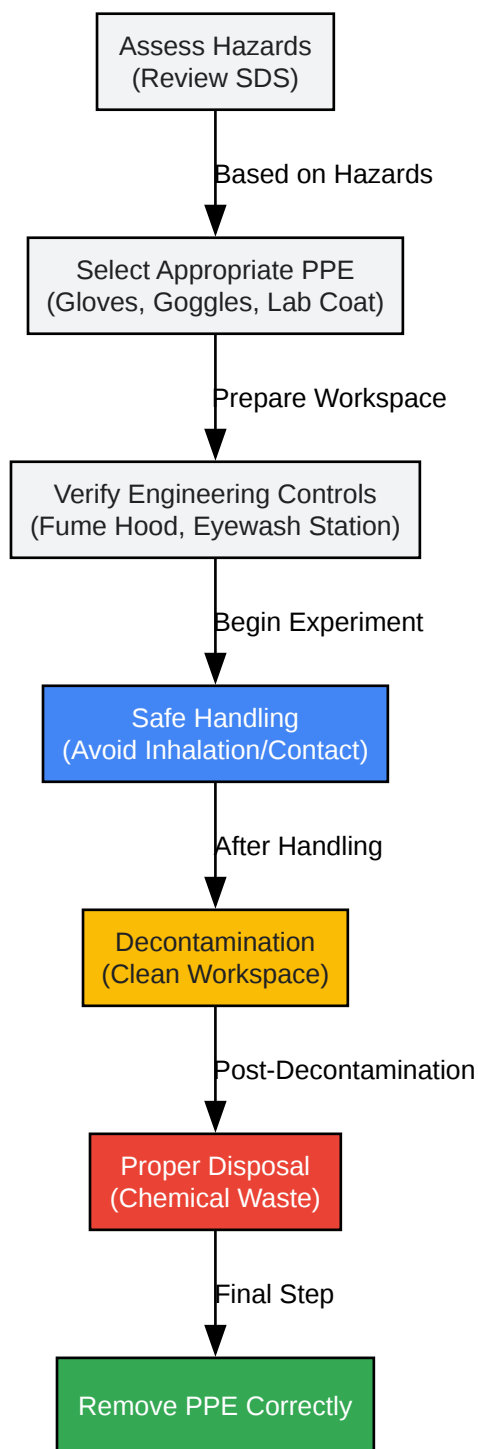 Assess Hazards
(Review SDS)
Based on Hazards
Select Appropriate PPE
(Gloves, Goggles, Lab Coat)
Prepare Workspace
Verify Engineering Controls
(Fume Hood, Eyewash Station)
Begin Experiment
Safe Handling
(Avoid Inhalation/Contact)
After Handling
Decontamination
(Clean Workspace)
Post-Decontamination
Proper Disposal
(Chemical Waste)
Final Step
Remove PPE Correctly